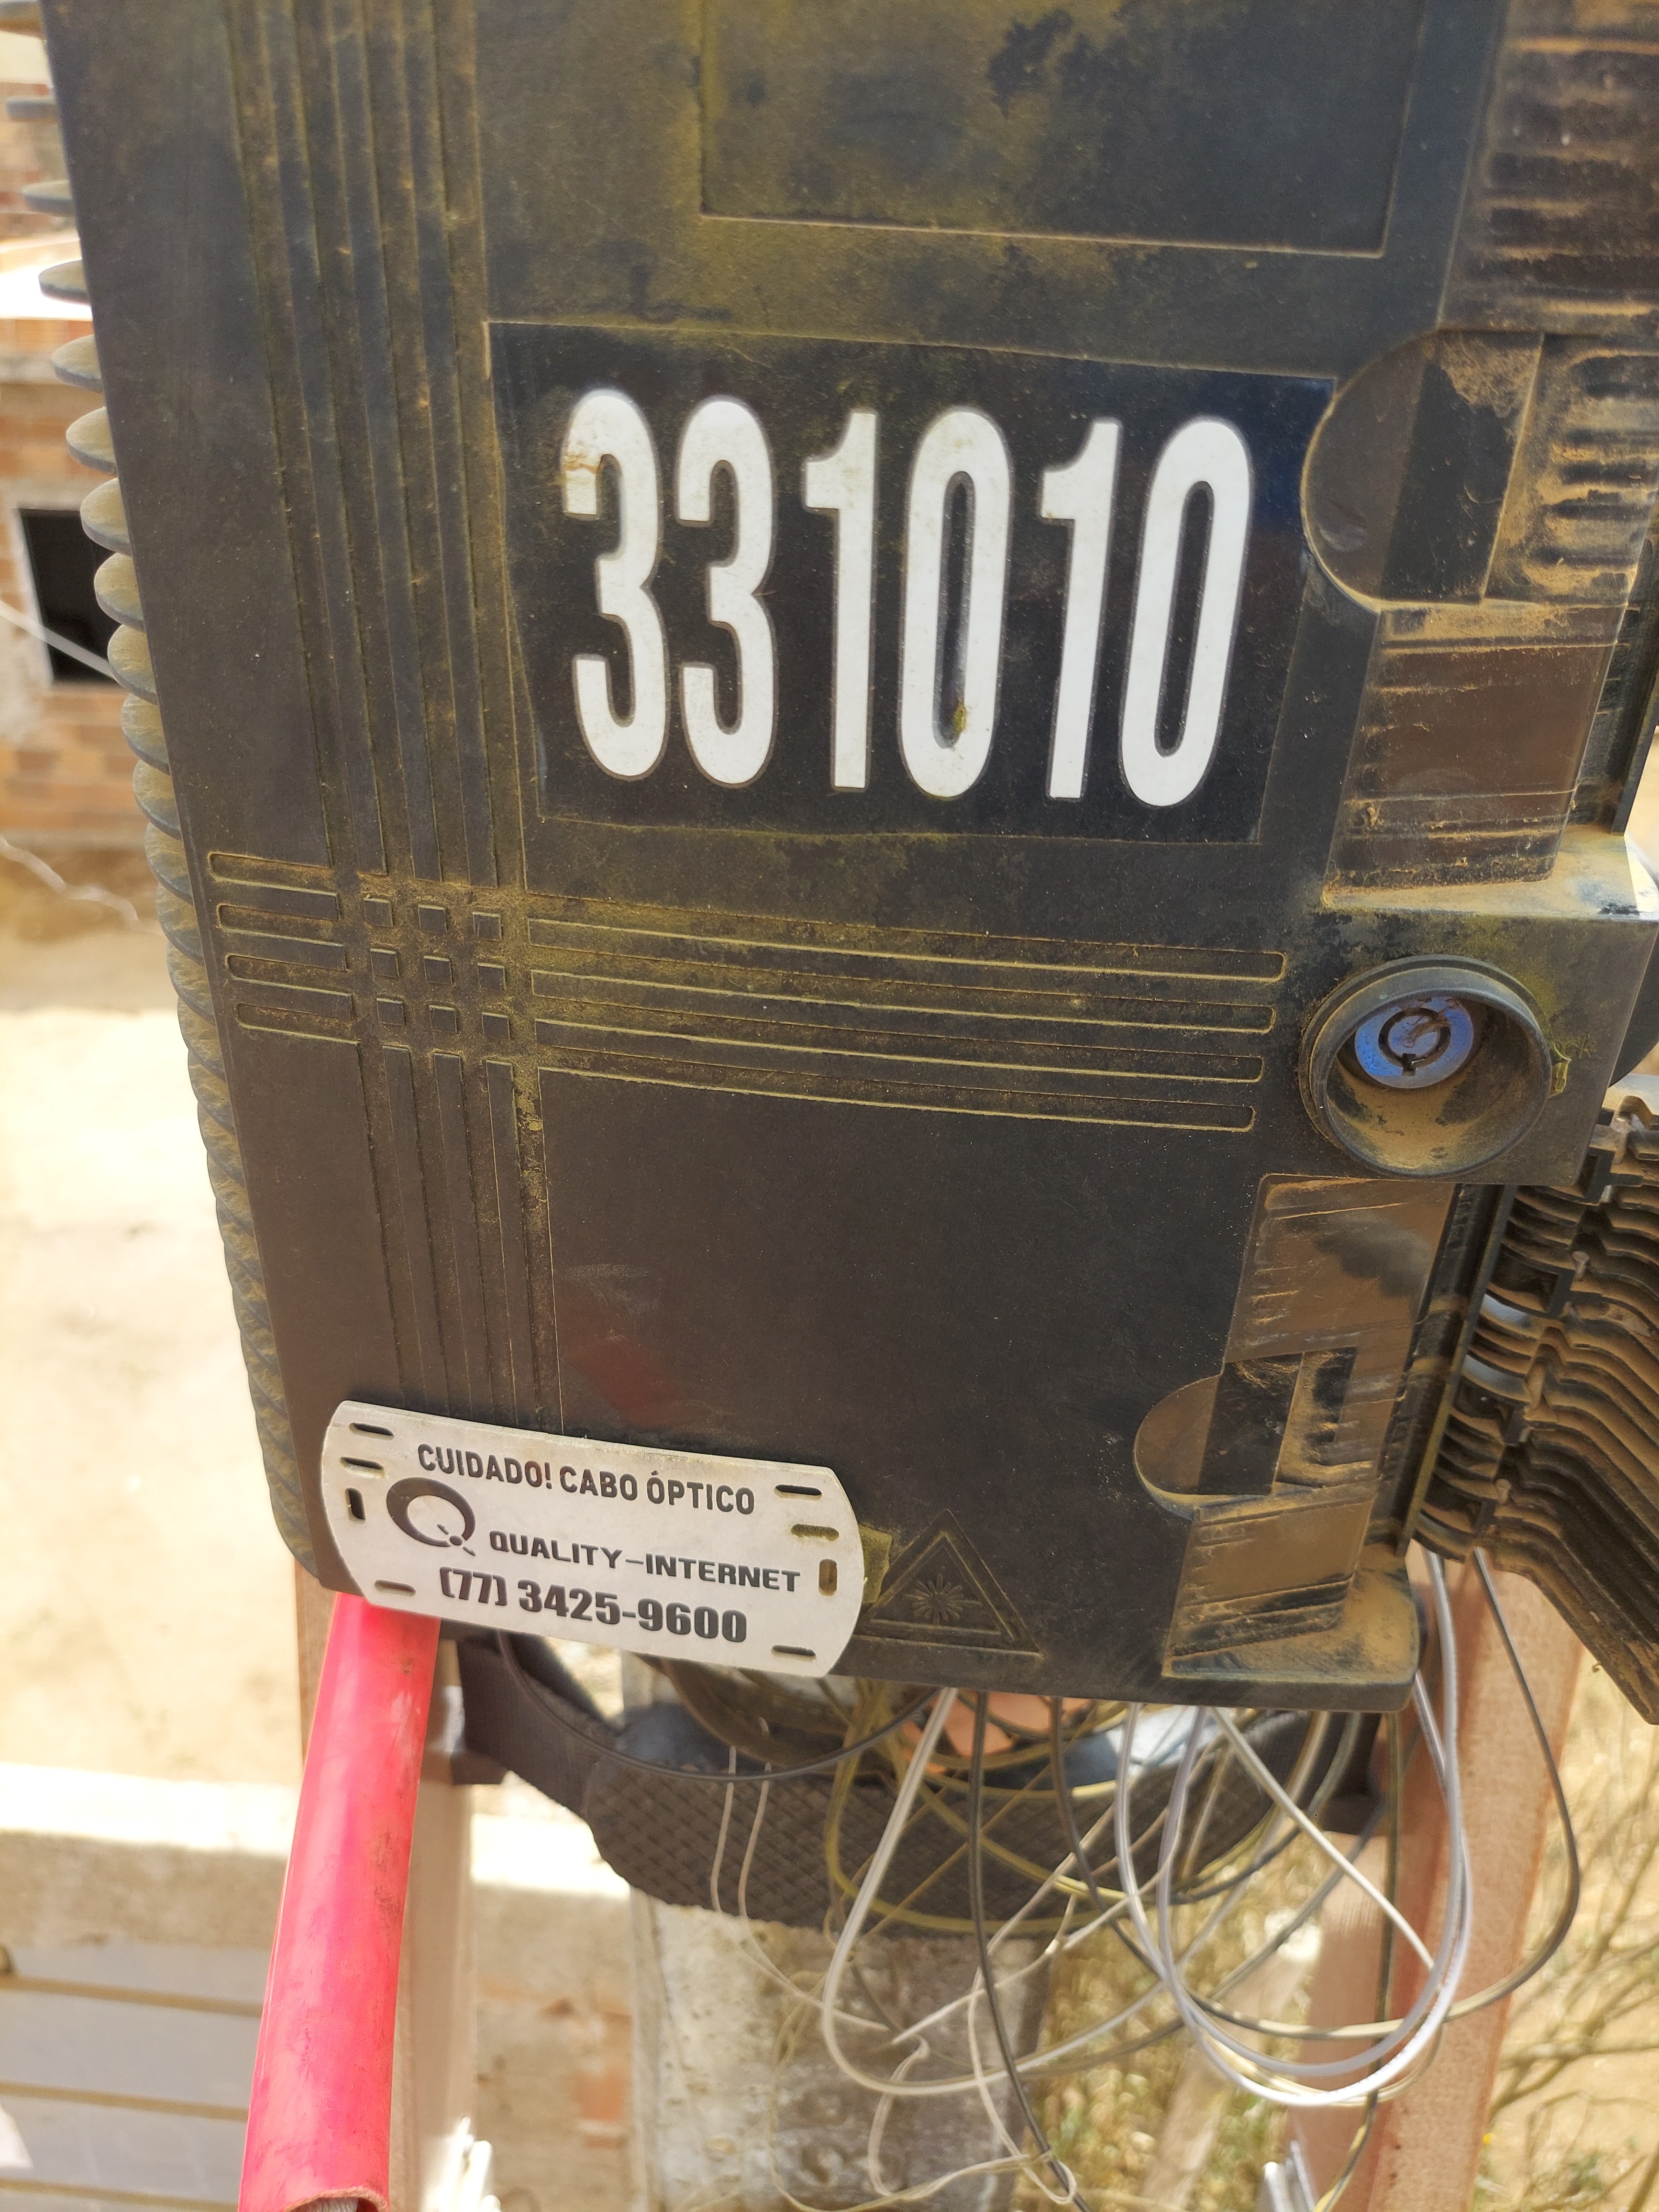 331010
CUIDADO! CABO ÓPTICO
QUALITY-INTERNET
(77) 3425-9600